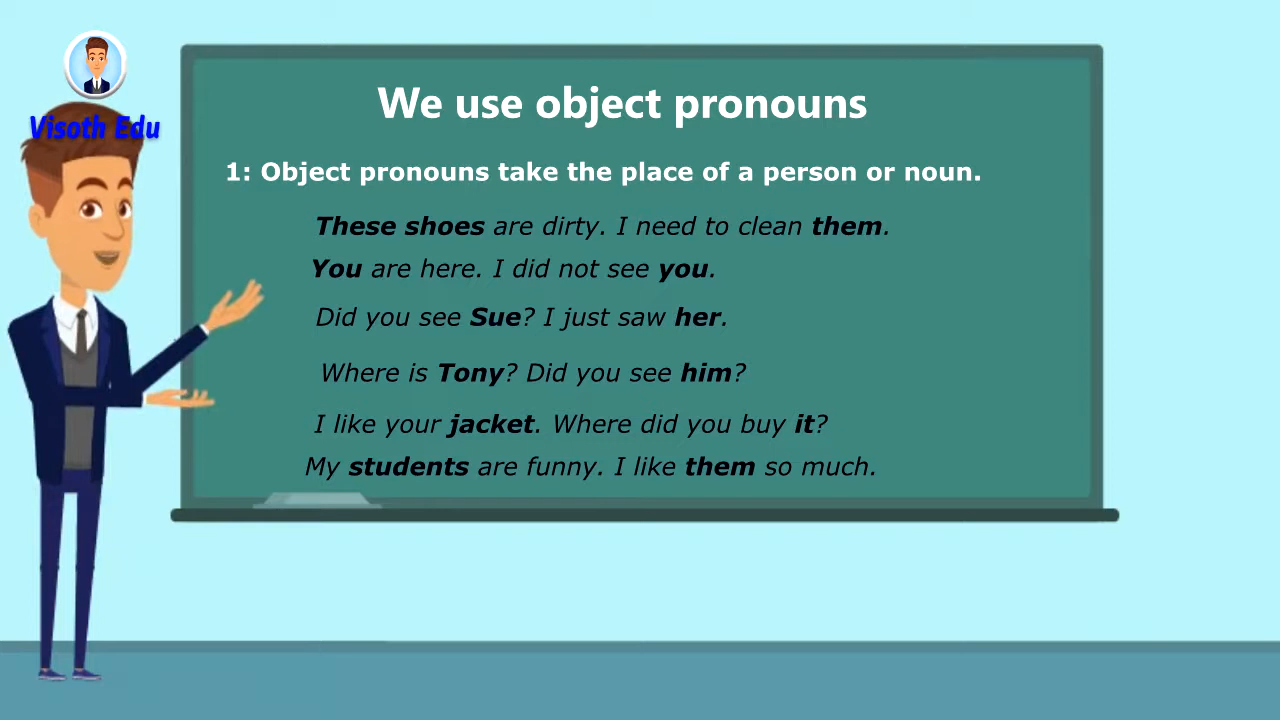 Visoth Edu
We use object pronouns
1: Object pronouns take the place of a person or noun.
These shoes are dirty. I need to clean them.
You are here. I did not see you.
Did you see Sue? I just saw her.
Where is Tony? Did you see him?
I like your jacket. Where did you buy it?
My students are funny. I like them so much.